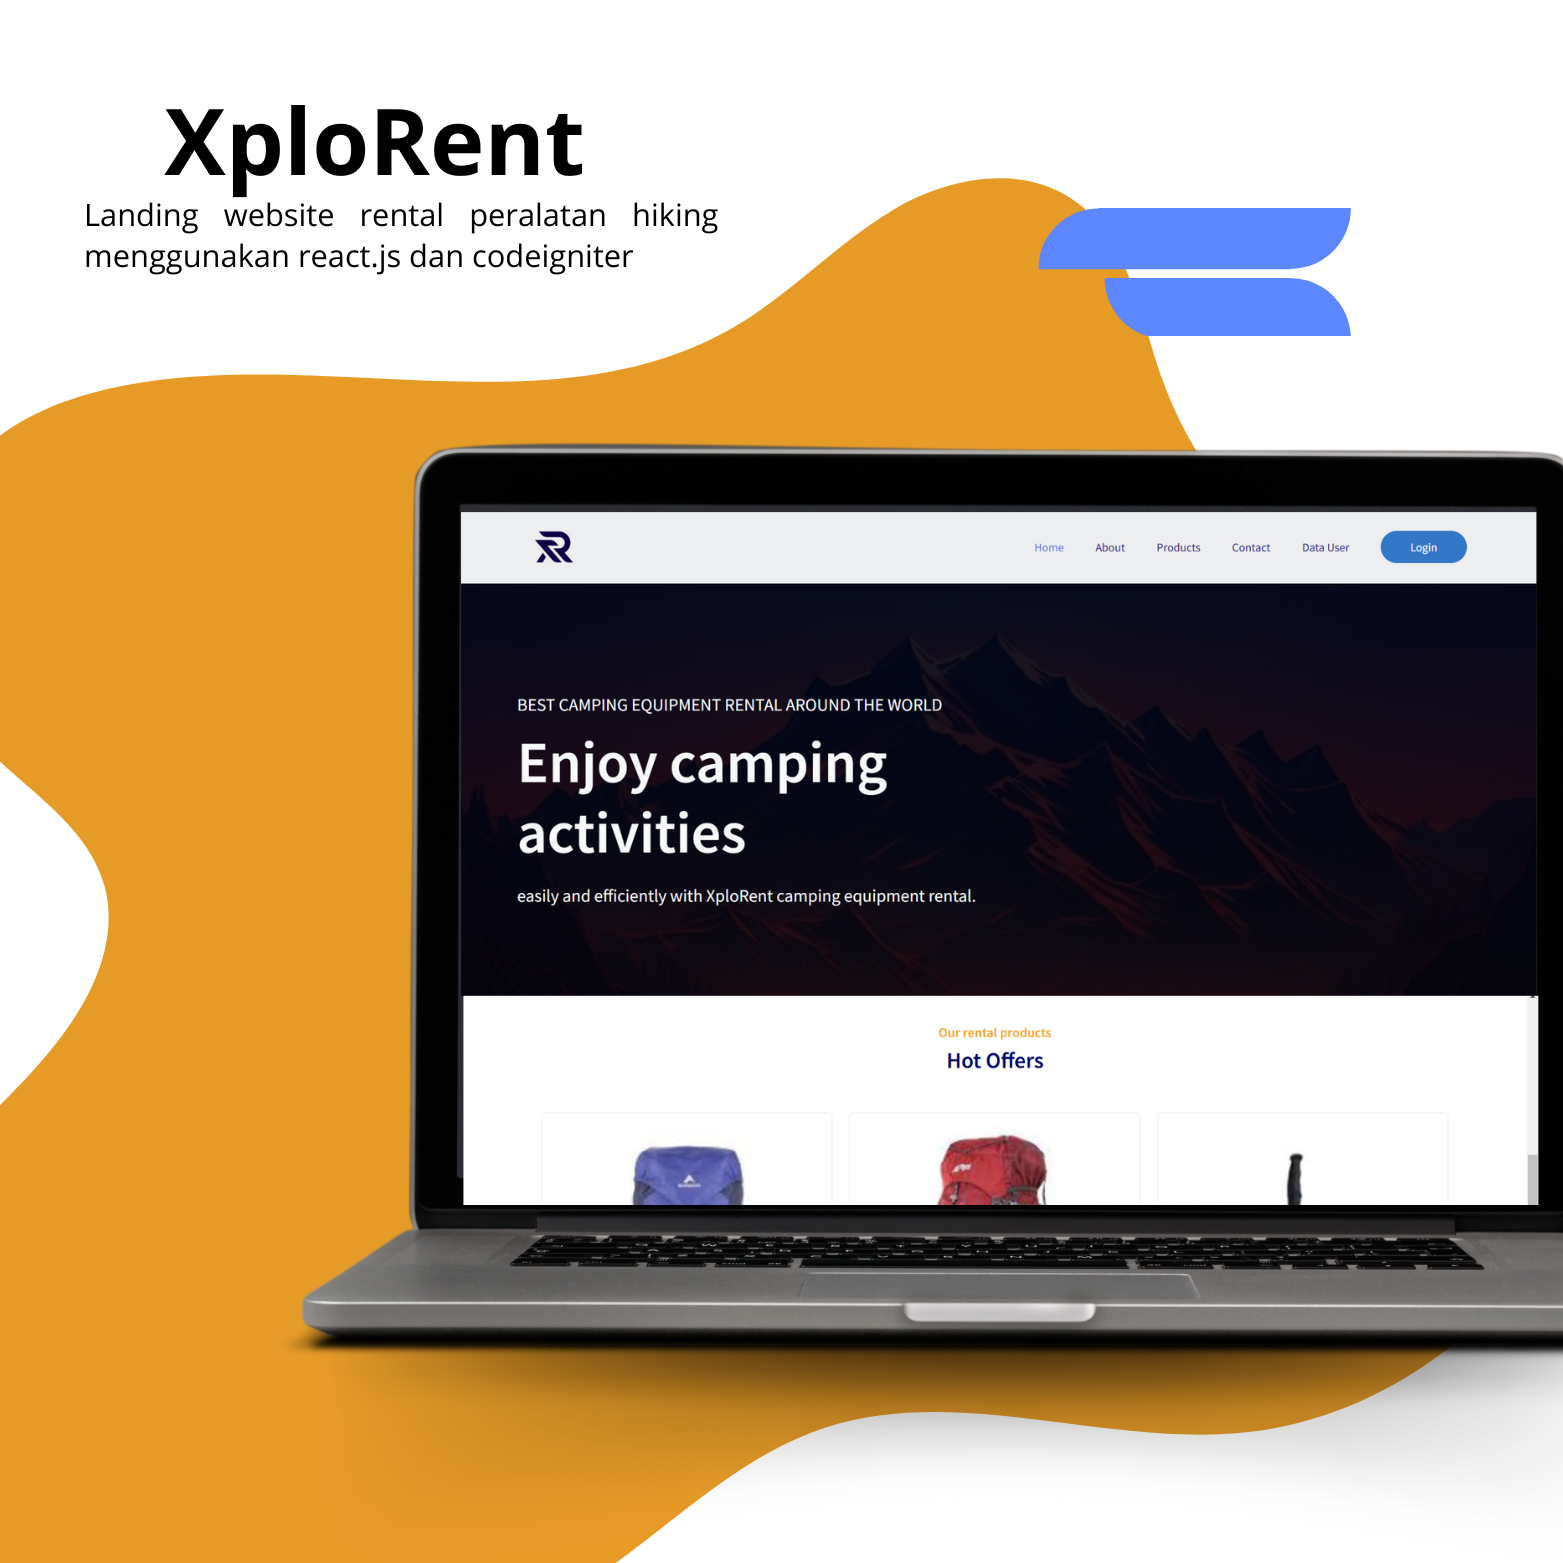 XploRent
Landing website rental peralatan hiking
menggunakan react.js dan codeigniter
Home About Products Contact Data User Login
BEST CAMPING EQUIPMENT RENTAL AROUND THE WORLD
Enjoy camping
activities
easily and efficiently with XploRent camping equipment rental.
Our rental products
Hot Offers